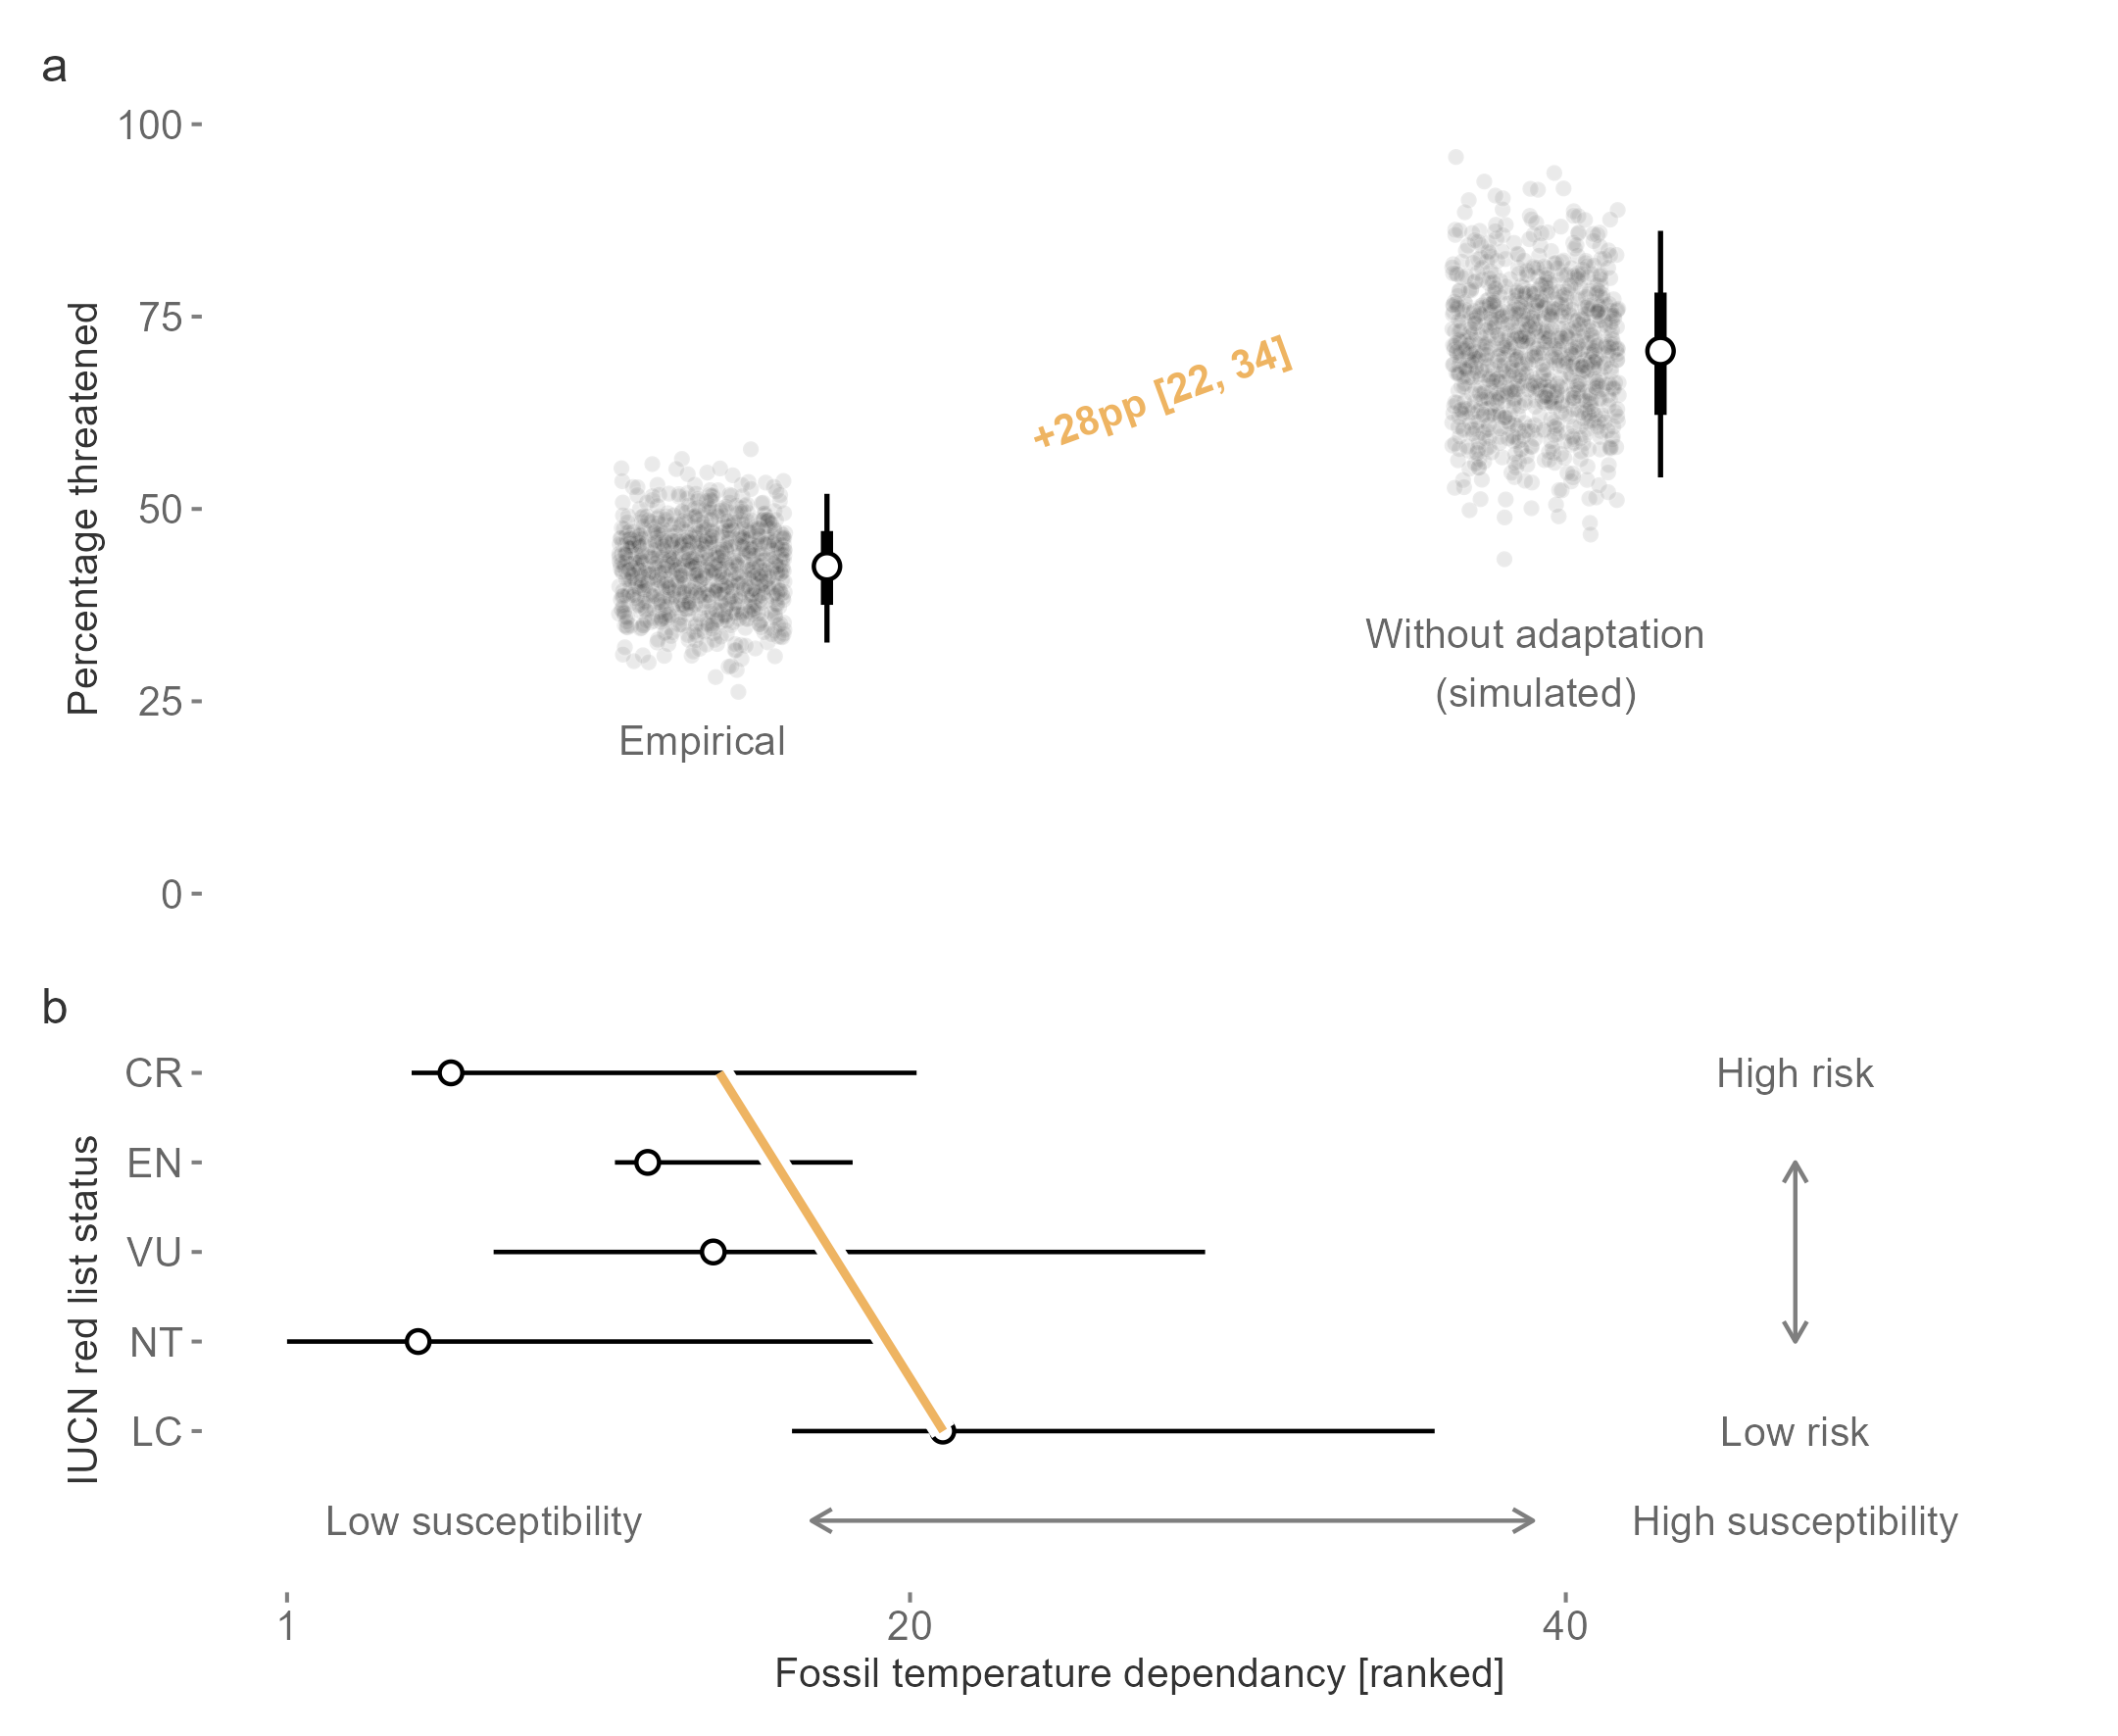 a
100
75
50
25
0
Percentage threatened
+28pp [22, 34]
Empirical
Without adaptation
(simulated)
b
CR
EN
VU
NT
LC
IUCN red list status
High risk
Low risk
Low susceptibility
High susceptibility
1
20
40
Fossil temperature dependancy [ranked]